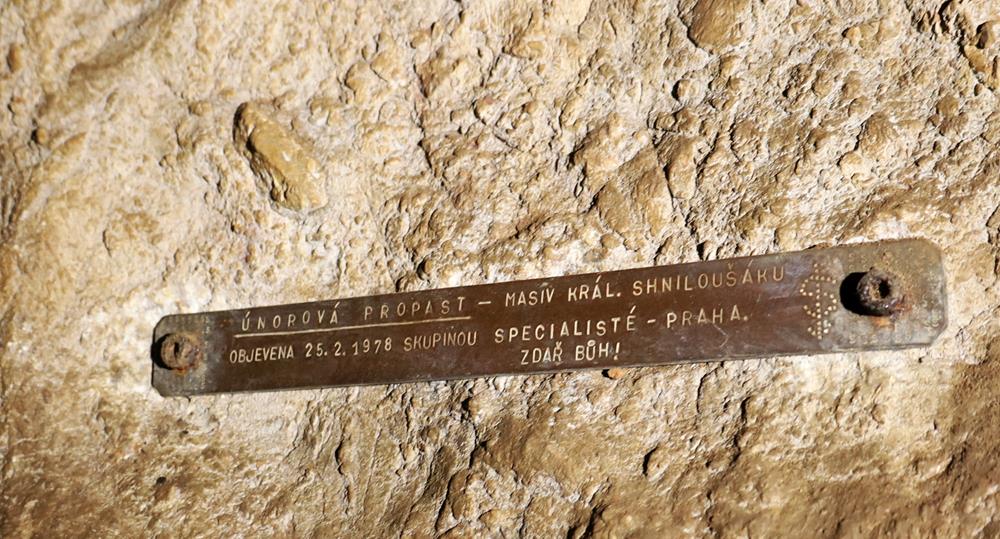 ÚNOROVÁ PROPAST – MASIV KRÁL. SHNILOUŠÁKU
OBJEVENA 25.2.1978 SKUPINOU SPECIALISTÉ – PRAHA.
ZDAŘ BŮH!